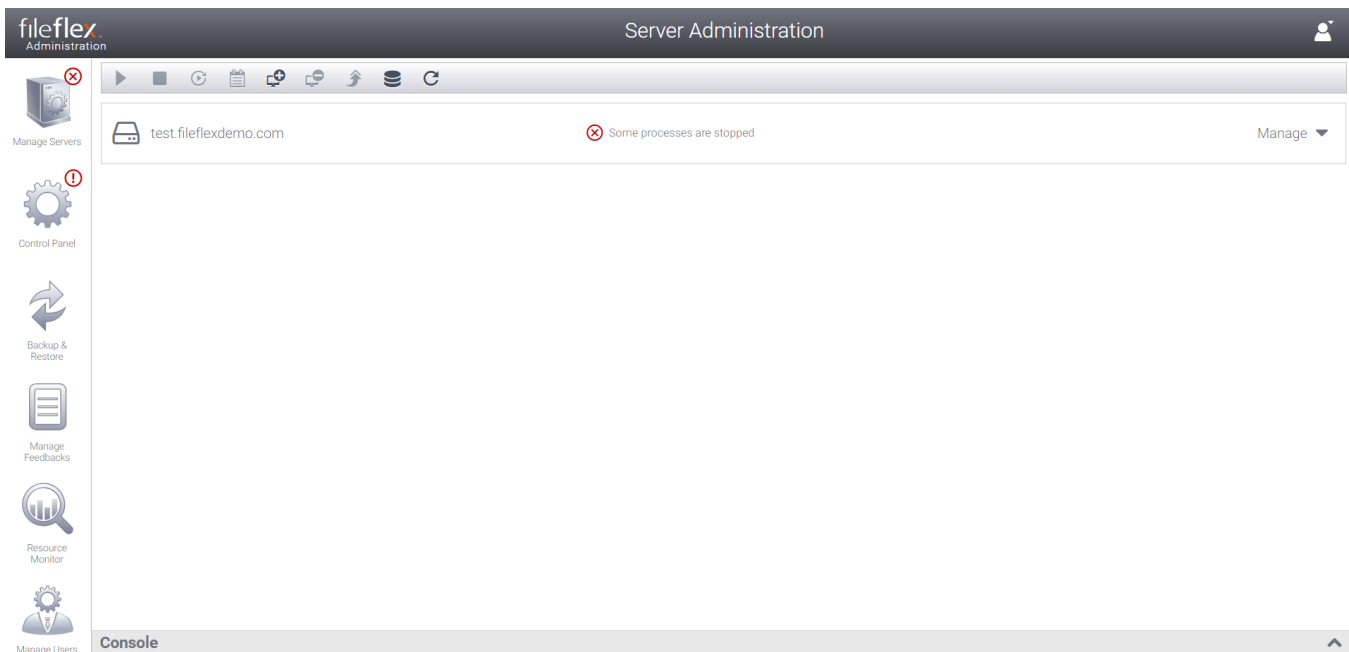 fileflex
Administration
Server Administration
Manage Servers
test.fileflexdemo.com
Some processes are stopped
Manage
Control Panel
Backup &
Restore
Manage
Feedbacks
Resource
Monitor
Manage Users
Console